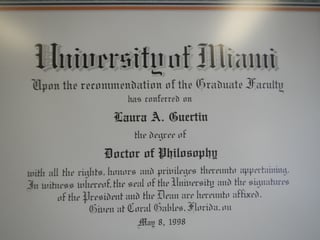 University of Miami
Upon the recommendation of the Graduate Faculty
has conferred on
Laura A. Guertin
the degree of
Doctor of Philosophy
with all the rights, honors and privileges thereunto appertaining.
In witness whereof, the seal of the University and the signatures
of the President and the Dean are hereunto affixed.
Given at Coral Gables, Florida, on
May 8, 1998